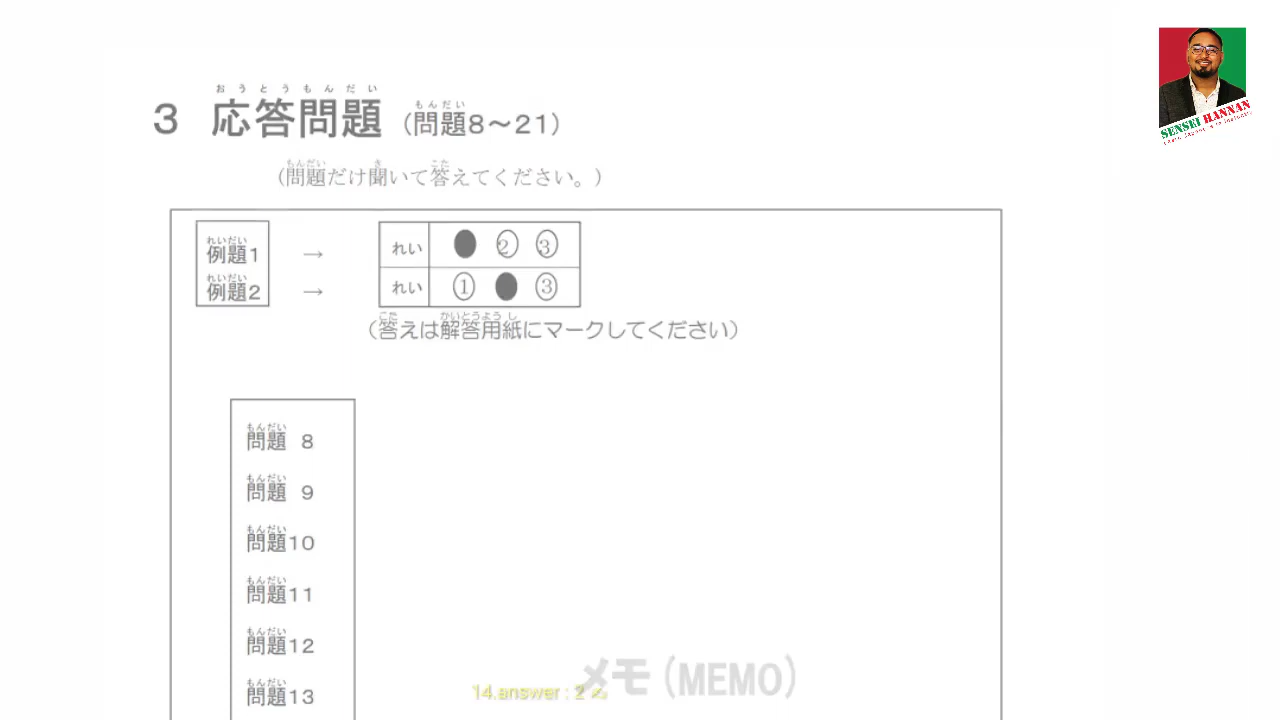 おうとうもんだい
もんだい
3 応答問題 (問題8～21)
もんだい き こた
(問題だけ聞いて答えてください。)
れいだい
例題1 → れい ● ② ③
れいだい
例題2 → れい ① ● ③
こた かいとうようし
(答えは解答用紙にマークしてください)
もんだい
問題 8
もんだい
問題 9
もんだい
問題10
もんだい
問題11
もんだい
問題12
もんだい
問題13
メモ (MEMO)
14.answer : 2
SENSEI HANNAN